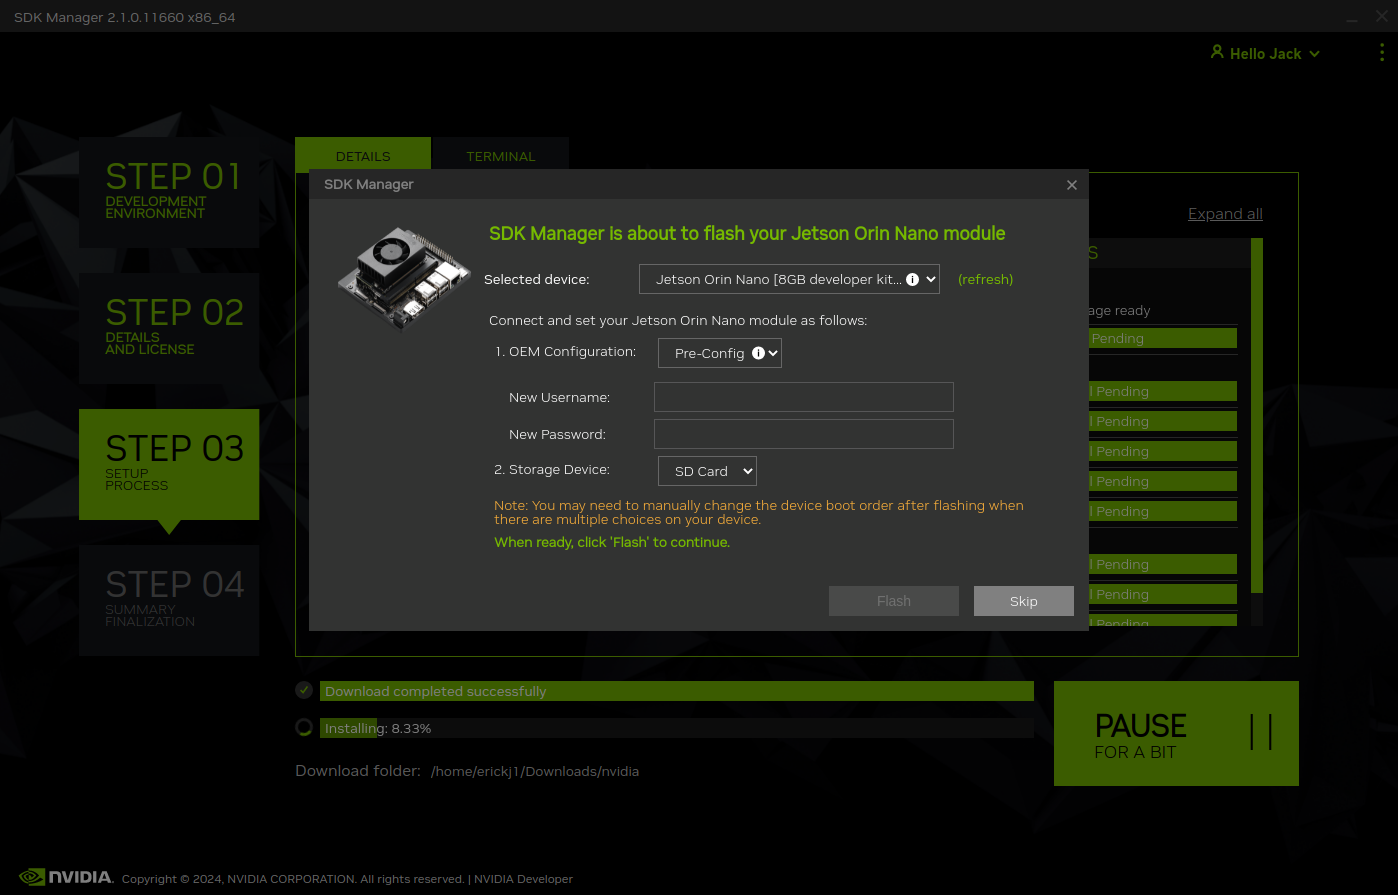 SDK Manager 2.1.0.11660 x86_64
Hello Jack
STEP 01
DEVELOPMENT
ENVIRONMENT
STEP 02
DETAILS
AND LICENSE
STEP 03
SETUP
PROCESS
STEP 04
SUMMARY
FINALIZATION
DETAILS
TERMINAL
Expand all
S
age ready
Pending
l Pending
l Pending
l Pending
l Pending
l Pending
l Pending
l Pending
l Pending
SDK Manager
SDK Manager is about to flash your Jetson Orin Nano module
Selected device: Jetson Orin Nano [8GB developer kit... (refresh)
Connect and set your Jetson Orin Nano module as follows:
1. OEM Configuration: Pre-Config
New Username:
New Password:
2. Storage Device: SD Card
Note: You may need to manually change the device boot order after flashing when
there are multiple choices on your device.
When ready, click 'Flash' to continue.
Flash
Skip
Download completed successfully
Installing: 8.33%
Download folder: /home/erickj1/Downloads/nvidia
PAUSE
FOR A BIT
NVIDIA. Copyright © 2024, NVIDIA CORPORATION. All rights reserved. | NVIDIA Developer